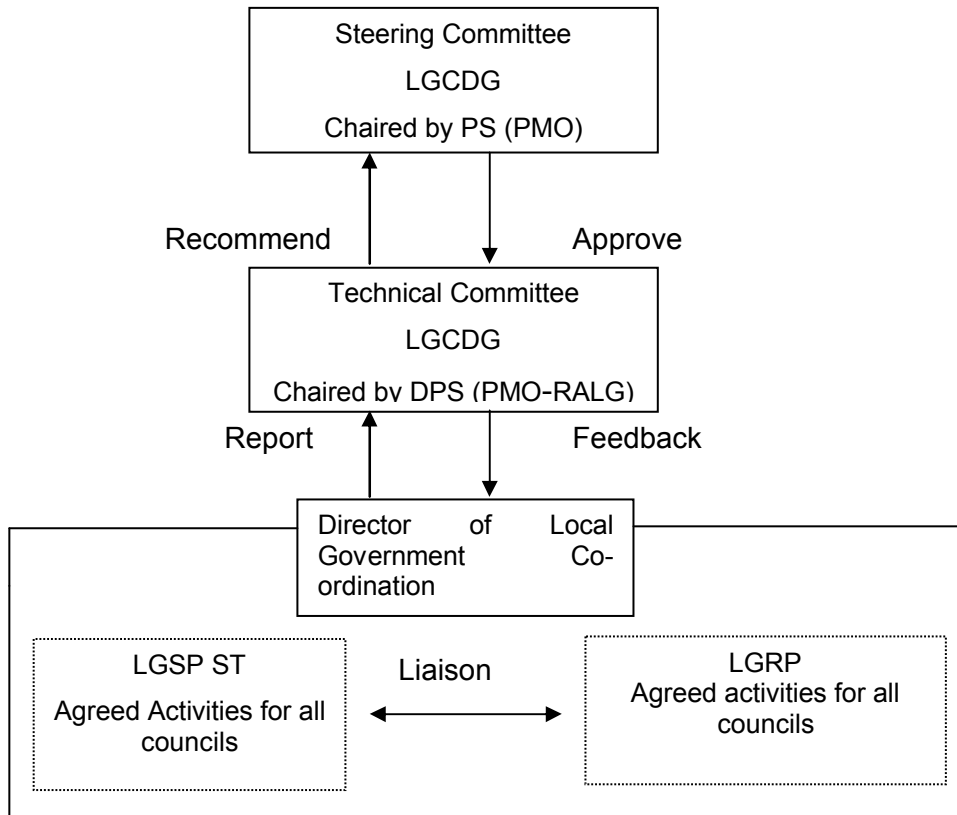 Steering Committee
LGCDG
Chaired by PS (PMO)
Recommend
Approve
Technical Committee
LGCDG
Chaired by DPS (PMO-RALG)
Report
Feedback
Director of Local
Government Co-
ordination
LGSP ST
Agreed Activities for all
councils
Liaison
LGRP
Agreed activities for all
councils